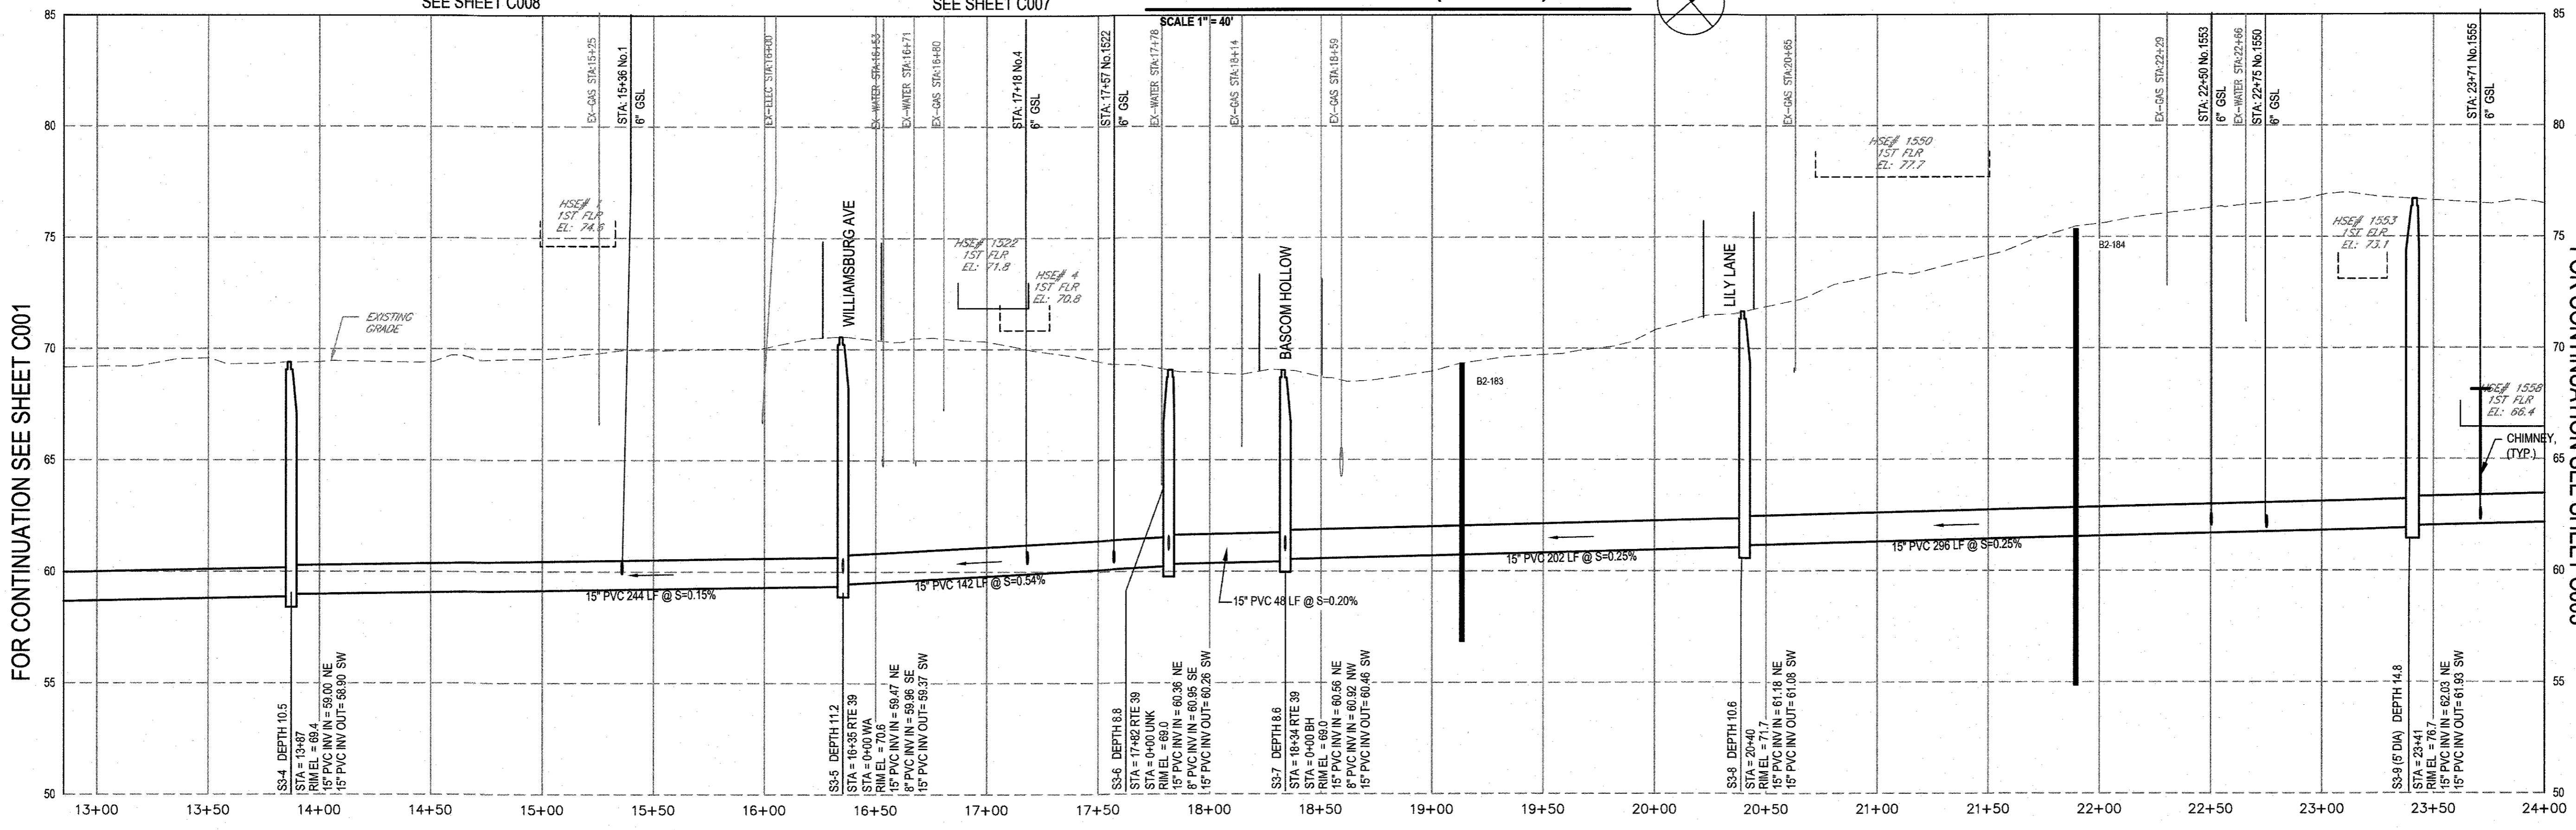 SEE SHEET C008
SEE SHEET C007
SCALE 1" = 40'
85
80
75
70
65
60
55
50
85
80
75
70
65
60
55
50
FOR CONTINUATION SEE SHEET C001
EX-GAS STA:15+25
STA: 15+36 No.1
6" GSL
EX-ELEC STA:16+00
EX-WATER STA:16+53
EX-WATER STA:16+71
EX-GAS STA:16+80
STA: 17+18 No.4
6" GSL
STA: 17+57 No.1522
6" GSL
EX-WATER STA:17+78
EX-GAS STA:18+14
EX-GAS STA:18+59
EX-GAS STA:20+65
EX-GAS STA:22+29
STA: 22+50 No.1553
6" GSL
EX-WATER STA:22+66
STA: 22+75 No.1550
6" GSL
STA: 23+71 No.1555
6" GSL
HSE# 1
1ST FLR
EL: 74.6
WILLIAMSBURG AVE
HSE# 1522
1ST FLR
EL: 71.8
HSE# 4
1ST FLR
EL: 70.8
BASCOM HOLLOW
LILY LANE
HSE# 1550
1ST FLR
EL: 77.7
HSE# 1553
1ST FLR
EL: 73.1
HSE# 1558
1ST FLR
EL: 66.4
CHIMNEY,
(TYP.)
EXISTING
GRADE
B2-183
B2-184
15" PVC 244 LF @ S=0.15%
15" PVC 142 LF @ S=0.54%
15" PVC 48 LF @ S=0.20%
15" PVC 202 LF @ S=0.25%
15" PVC 296 LF @ S=0.25%
S3-4 DEPTH 10.5
STA = 13+87
RIM EL = 69.4
15" PVC INV IN = 59.00 NE
15" PVC INV OUT= 58.90 SW
S3-5 DEPTH 11.2
STA = 16+35 RTE 39
STA = 0+00 WA
RIM EL = 70.6
15" PVC INV IN = 59.47 NE
8" PVC INV IN = 59.96 SE
15" PVC INV OUT= 59.37 SW
S3-6 DEPTH 8.8
STA = 17+82 RTE 39
STA = 0+00 UNK
RIM EL = 69.0
15" PVC INV IN = 60.36 NE
8" PVC INV IN = 60.95 SE
15" PVC INV OUT= 60.26 SW
S3-7 DEPTH 8.6
STA = 18+34 RTE 39
STA = 0+00 BH
RIM EL = 69.0
15" PVC INV IN = 60.56 NE
8" PVC INV IN = 60.92 NW
15" PVC INV OUT= 60.46 SW
S3-8 DEPTH 10.6
STA = 20+40
RIM EL = 71.7
15" PVC INV IN = 61.18 NE
15" PVC INV OUT= 61.08 SW
S3-9 (5' DIA) DEPTH 14.8
STA = 23+41
RIM EL = 76.7
15" PVC INV IN = 62.03 NE
15" PVC INV OUT= 61.93 SW
13+00 13+50 14+00 14+50 15+00 15+50 16+00 16+50 17+00 17+50 18+00 18+50 19+00 19+50 20+00 20+50 21+00 21+50 22+00 22+50 23+00 23+50 24+00